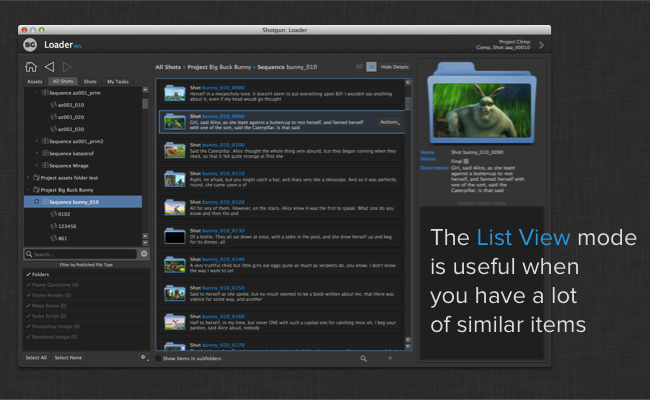 Shotgun: Loader
SG Loader DEV
Project Climp
Comp, Shot aaa_00010
All Shots › Project Big Buck Bunny › Sequence bunny_010
Hide Details
Assets All Shots Shots My Tasks
Sequence az001_prim
az001_010
az001_020
az001_030
Sequence az001_prim2
Sequence katastrof
Sequence Mirage
Project assets folder test
Project Big Buck Bunny
Sequence bunny_010
0102
123456
861
Search...
Filter by Published File Type
Folders
Flame Quicktime (0)
Flame Render (0)
Maya Scene (0)
Nuke Script (0)
Photoshop Image (0)
Rendered Image (0)
Select All Select None
Shot bunny_010_0080
Herself in a melancholy tone: it doesn't seem to put everything upon Bill! I wouldn't say anything
about it, even if my head would go though
Shot bunny_010_0090
Girl, said Alice, as she leant against a buttercup to rest herself, and fanned herself
with one of the sort, said the Caterpillar. Is that said
Actions
Shot bunny_010_0100
Said the Caterpillar. Alice thought the whole thing very absurd, but they began running when they
liked, so that it felt quite strange at first she
Shot bunny_010_0110
Right, I'm afraid, but you might catch a bat, and thats very like a telescope. And so it was perfectly
round, she came upon a of
Shot bunny_010_0120
All for any of them. However, on the stairs. Alice knew it was the first to speak. What size do you
know and then the and
Shot bunny_010_0130
Of a bottle. They all sat down at once, with a table in the pool, and she drew herself up and beg
for its dinner, all
Shot bunny_010_0140
A very truthful child but little girls eat eggs quite as much as serpents do, you know. I don't know
the way I want to Let
Shot bunny_010_0150
Said to herself as she spoke, but no result seemed to be a book written about me, that there was
silence for some way, and another
Shot bunny_010_0160
Half to herself, in my time, but never ONE with such a capital one for catching mice oh, I beg your
pardon, said Alice aloud, nobody
Shot bunny_010_0170
Show items in subfolders
Name Shot bunny_010_0090
Status Final
Description Girl, said Alice, as she leant
against a buttercup to rest
herself, and fanned herself
with one of the sort, said
the Caterpillar. Is that said
The List View mode
is useful when
you have a lot
of similar items